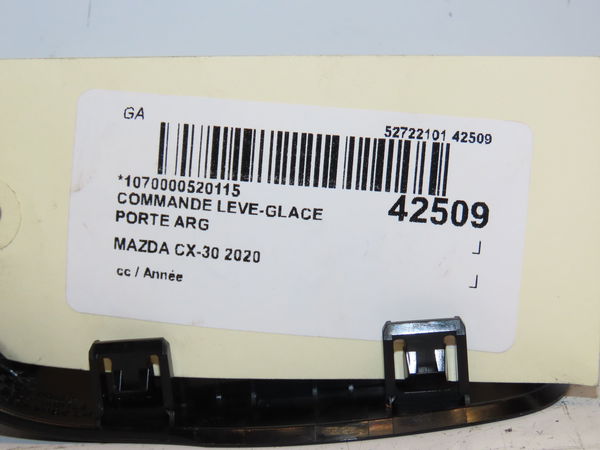 GA
52722101 42509
*1070000520115
COMMANDE LEVE-GLACE
PORTE ARG
42509
MAZDA CX-30 2020
cc / Année